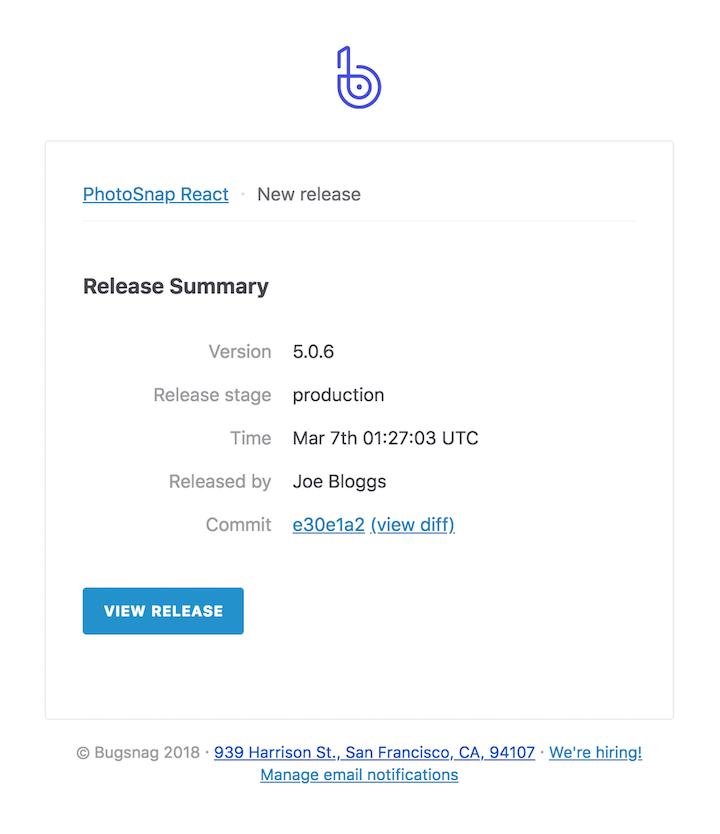 PhotoSnap React · New release
Release Summary
Version 5.0.6
Release stage production
Time Mar 7th 01:27:03 UTC
Released by Joe Bloggs
Commit e30e1a2 (view diff)
VIEW RELEASE
© Bugsnag 2018 · 939 Harrison St., San Francisco, CA, 94107 · We're hiring!
Manage email notifications